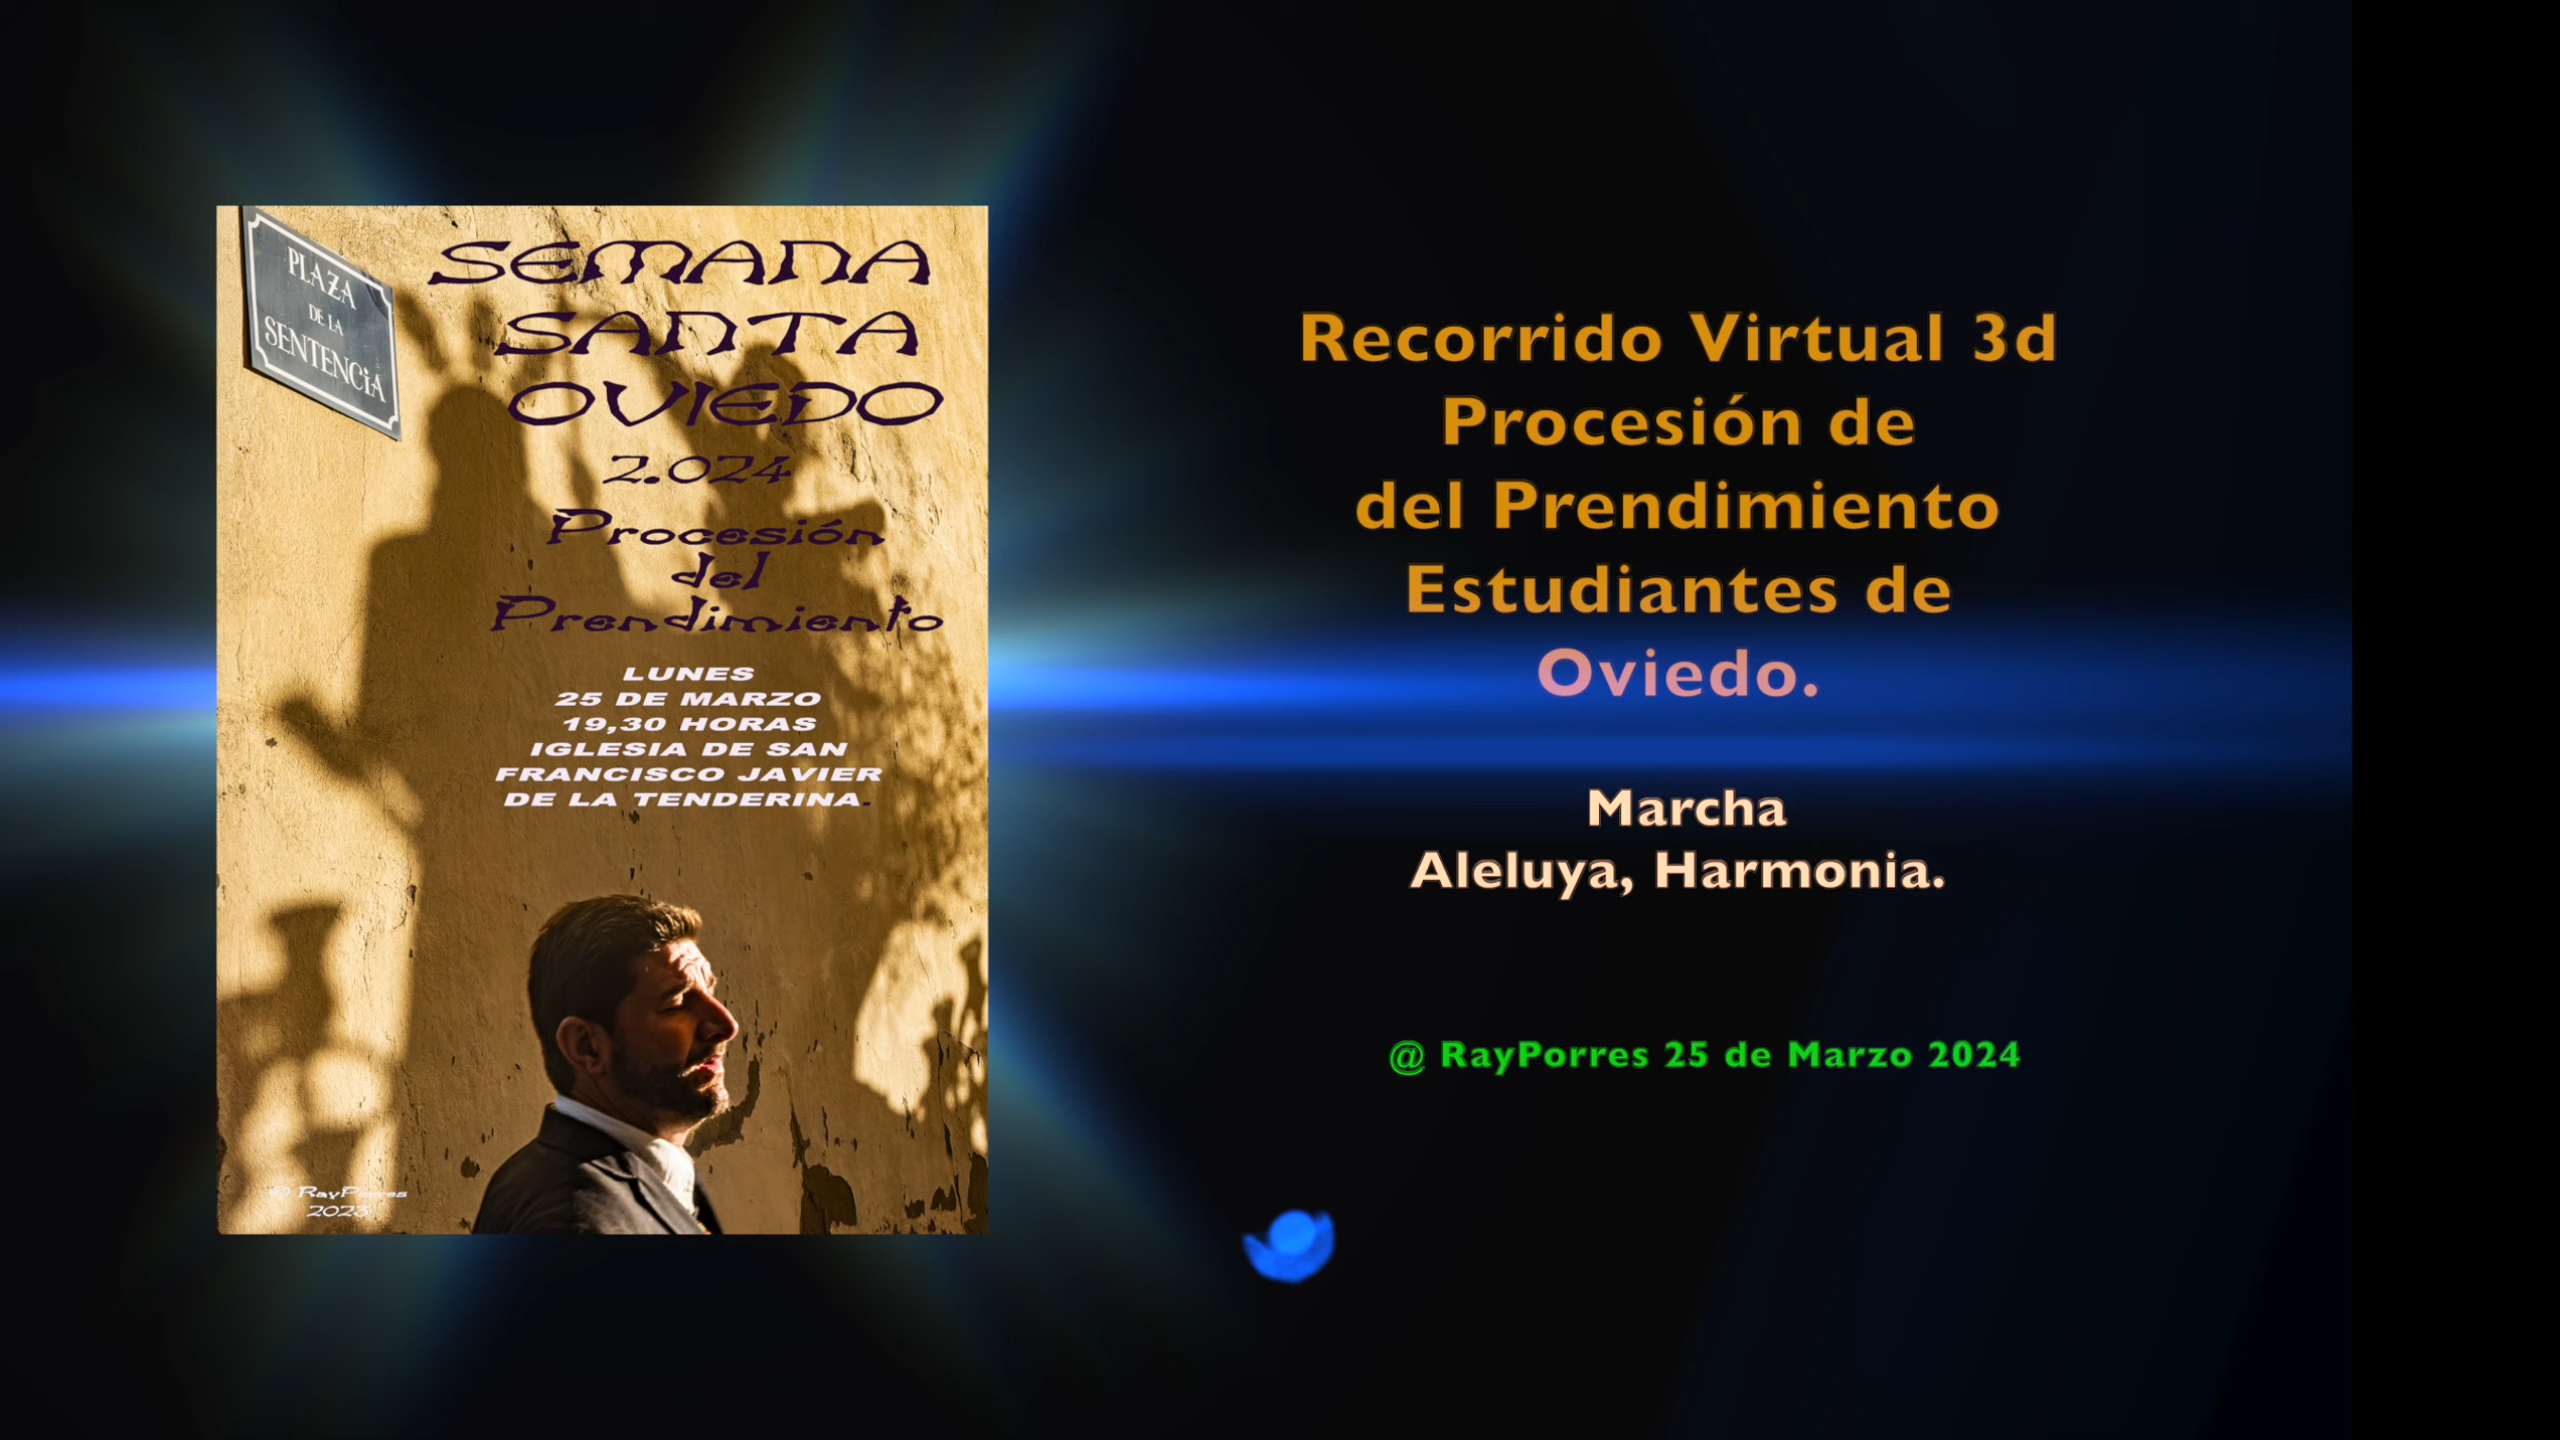 PLAZA
DE LA
SENTENCiA
SEMANA
SANTA
OVIEDO
2.024
Procesión
del
Prendimiento
LUNES
25 DE MARZO
19,30 HORAS
IGLESIA DE SAN
FRANCISCO JAVIER
DE LA TENDERINA.
© RayPorres
2023
Recorrido Virtual 3d
Procesión de
del Prendimiento
Estudiantes de
Oviedo.
Marcha
Aleluya, Harmonia.
@ RayPorres 25 de Marzo 2024